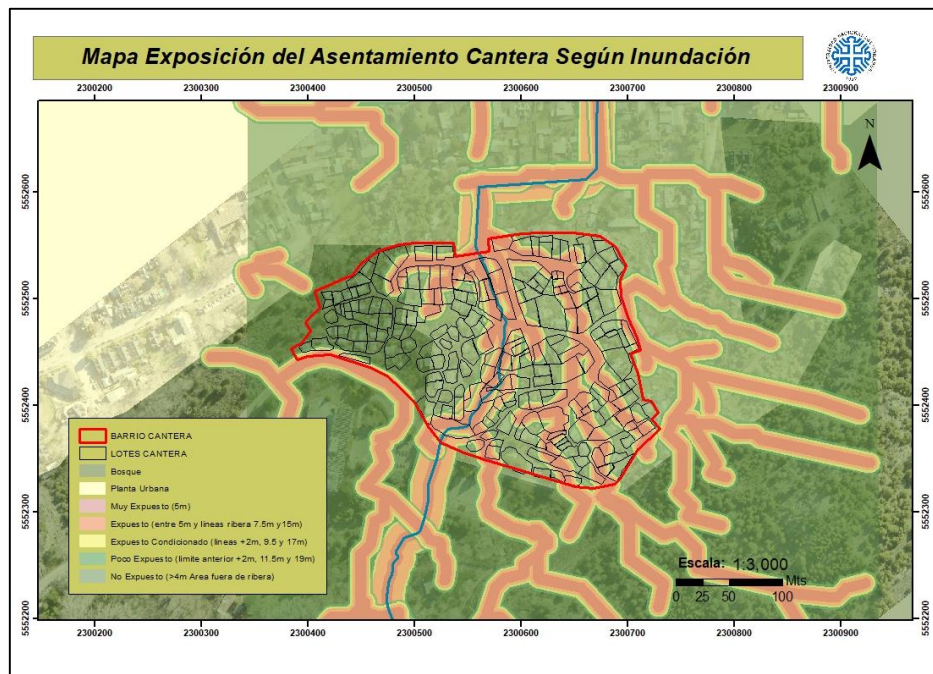 Mapa Exposición del Asentamiento Cantera Según Inundación
2300200 2300300 2300400 2300500 2300600 2300700 2300800 2300900
N
5552600 5552600
5552500 5552500
5552400 5552400
5552300 5552300
5552200 5552200
BARRIO CANTERA
LOTES CANTERA
Bosque
Planta Urbana
Muy Expuesto (5m)
Expuesto (entre 5m y lineas ribera 7.5m y 15m)
Expuesto Condicionado (lineas +2m, 9.5 y 17m)
Poco Expuesto (limite anterior +2m, 11.5m y 19m)
No Expuesto (>4m Area fuera de ribera)
Escala: 1:3,000
Mts
0 25 50 100
2300200 2300300 2300400 2300500 2300600 2300700 2300800 2300900